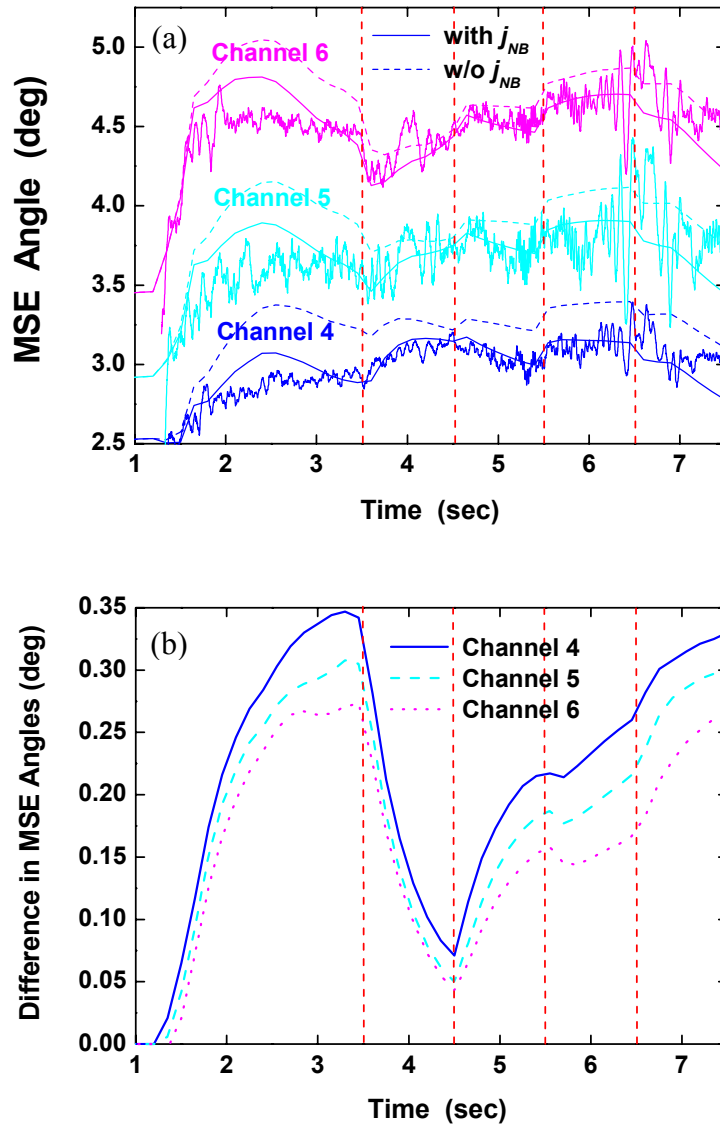 (a)
with j_NB
w/o j_NB
Channel 6
Channel 5
Channel 4
MSE Angle (deg)
5.0
4.5
4.0
3.5
3.0
2.5
1 2 3 4 5 6 7
Time (sec)
(b)
Channel 4
Channel 5
Channel 6
Difference in MSE Angles (deg)
0.35
0.30
0.25
0.20
0.15
0.10
0.05
0.00
1 2 3 4 5 6 7
Time (sec)